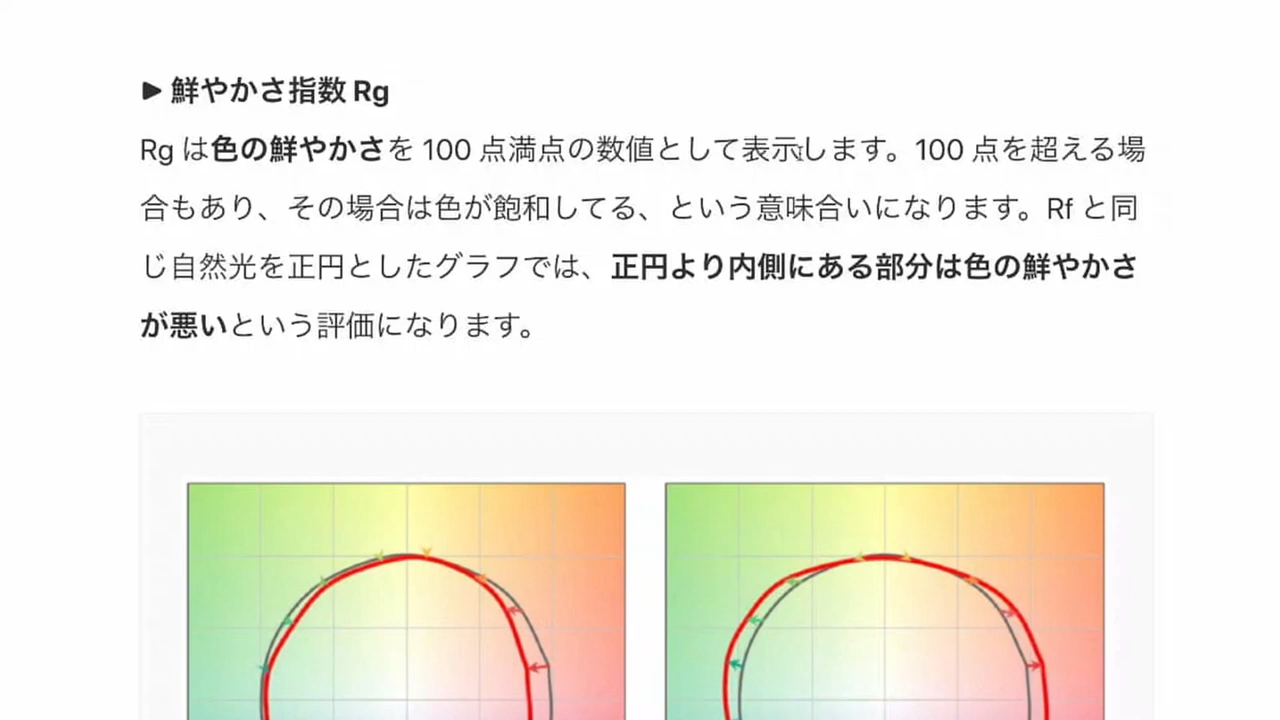 ▶ 鮮やかさ指数 Rg
Rg は色の鮮やかさを 100 点満点の数値として表示します。100 点を超える場
合もあり、その場合は色が飽和してる、という意味合いになります。Rf と同
じ自然光を正円としたグラフでは、正円より内側にある部分は色の鮮やかさ
が悪いという評価になります。